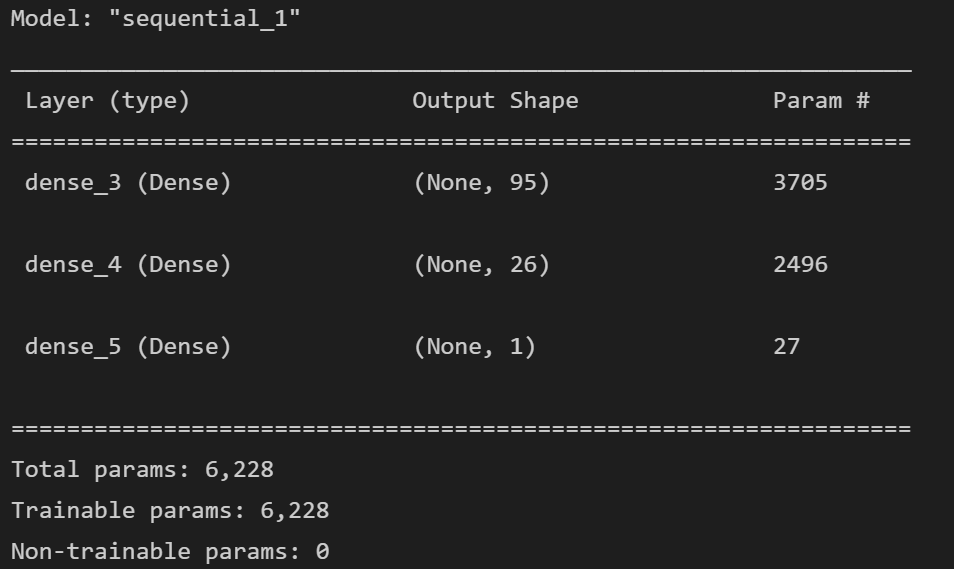 Model: "sequential_1"
_________________________________________________________________
Layer (type)                Output Shape              Param #
=================================================================
dense_3 (Dense)             (None, 95)                3705
dense_4 (Dense)             (None, 26)                2496
dense_5 (Dense)             (None, 1)                 27
=================================================================
Total params: 6,228
Trainable params: 6,228
Non-trainable params: 0